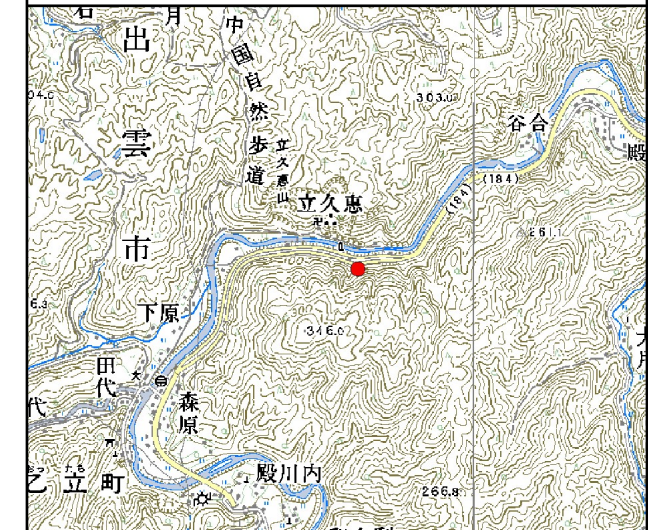 出雲市
中国自然歩道
立久恵山
立久恵
303.0
谷合
殿
(184)
(184)
261.1
下原
346.0
田代
代
森原
乙立町
殿川内
266.8